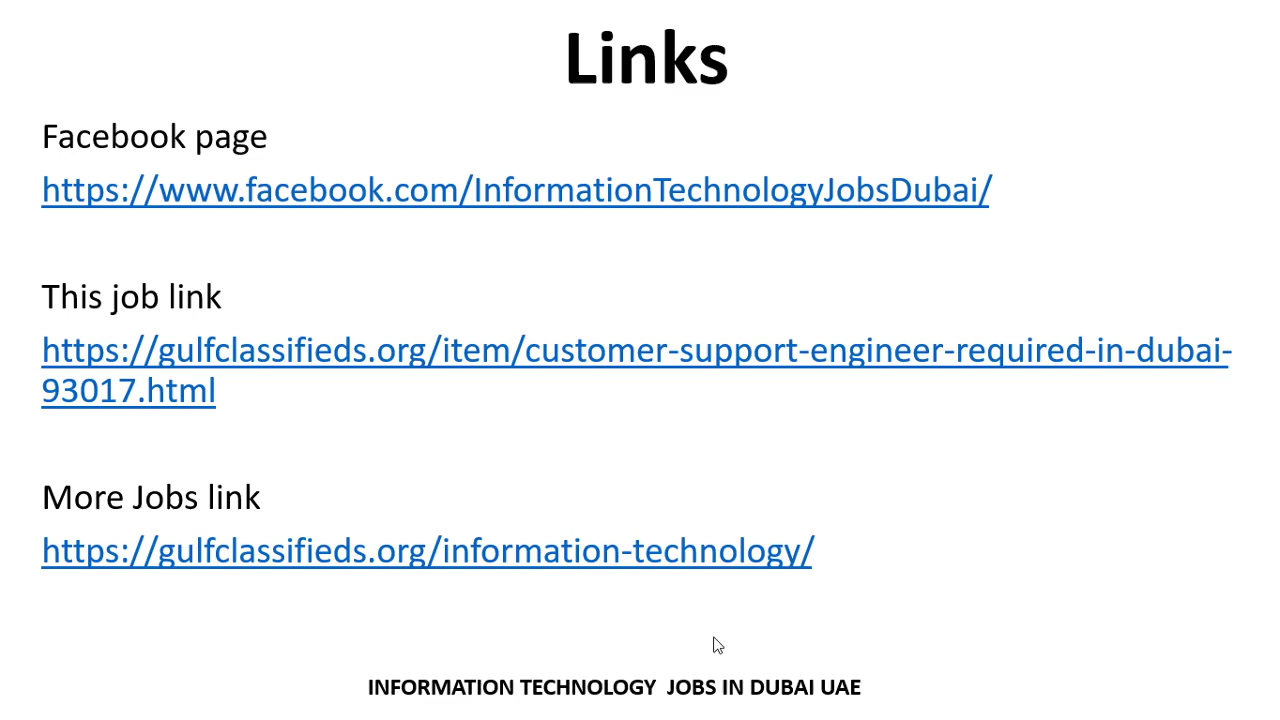 Links
Facebook page
https://www.facebook.com/InformationTechnologyJobsDubai/
This job link
https://gulfclassifieds.org/item/customer-support-engineer-required-in-dubai-
93017.html
More Jobs link
https://gulfclassifieds.org/information-technology/
INFORMATION TECHNOLOGY  JOBS IN DUBAI UAE